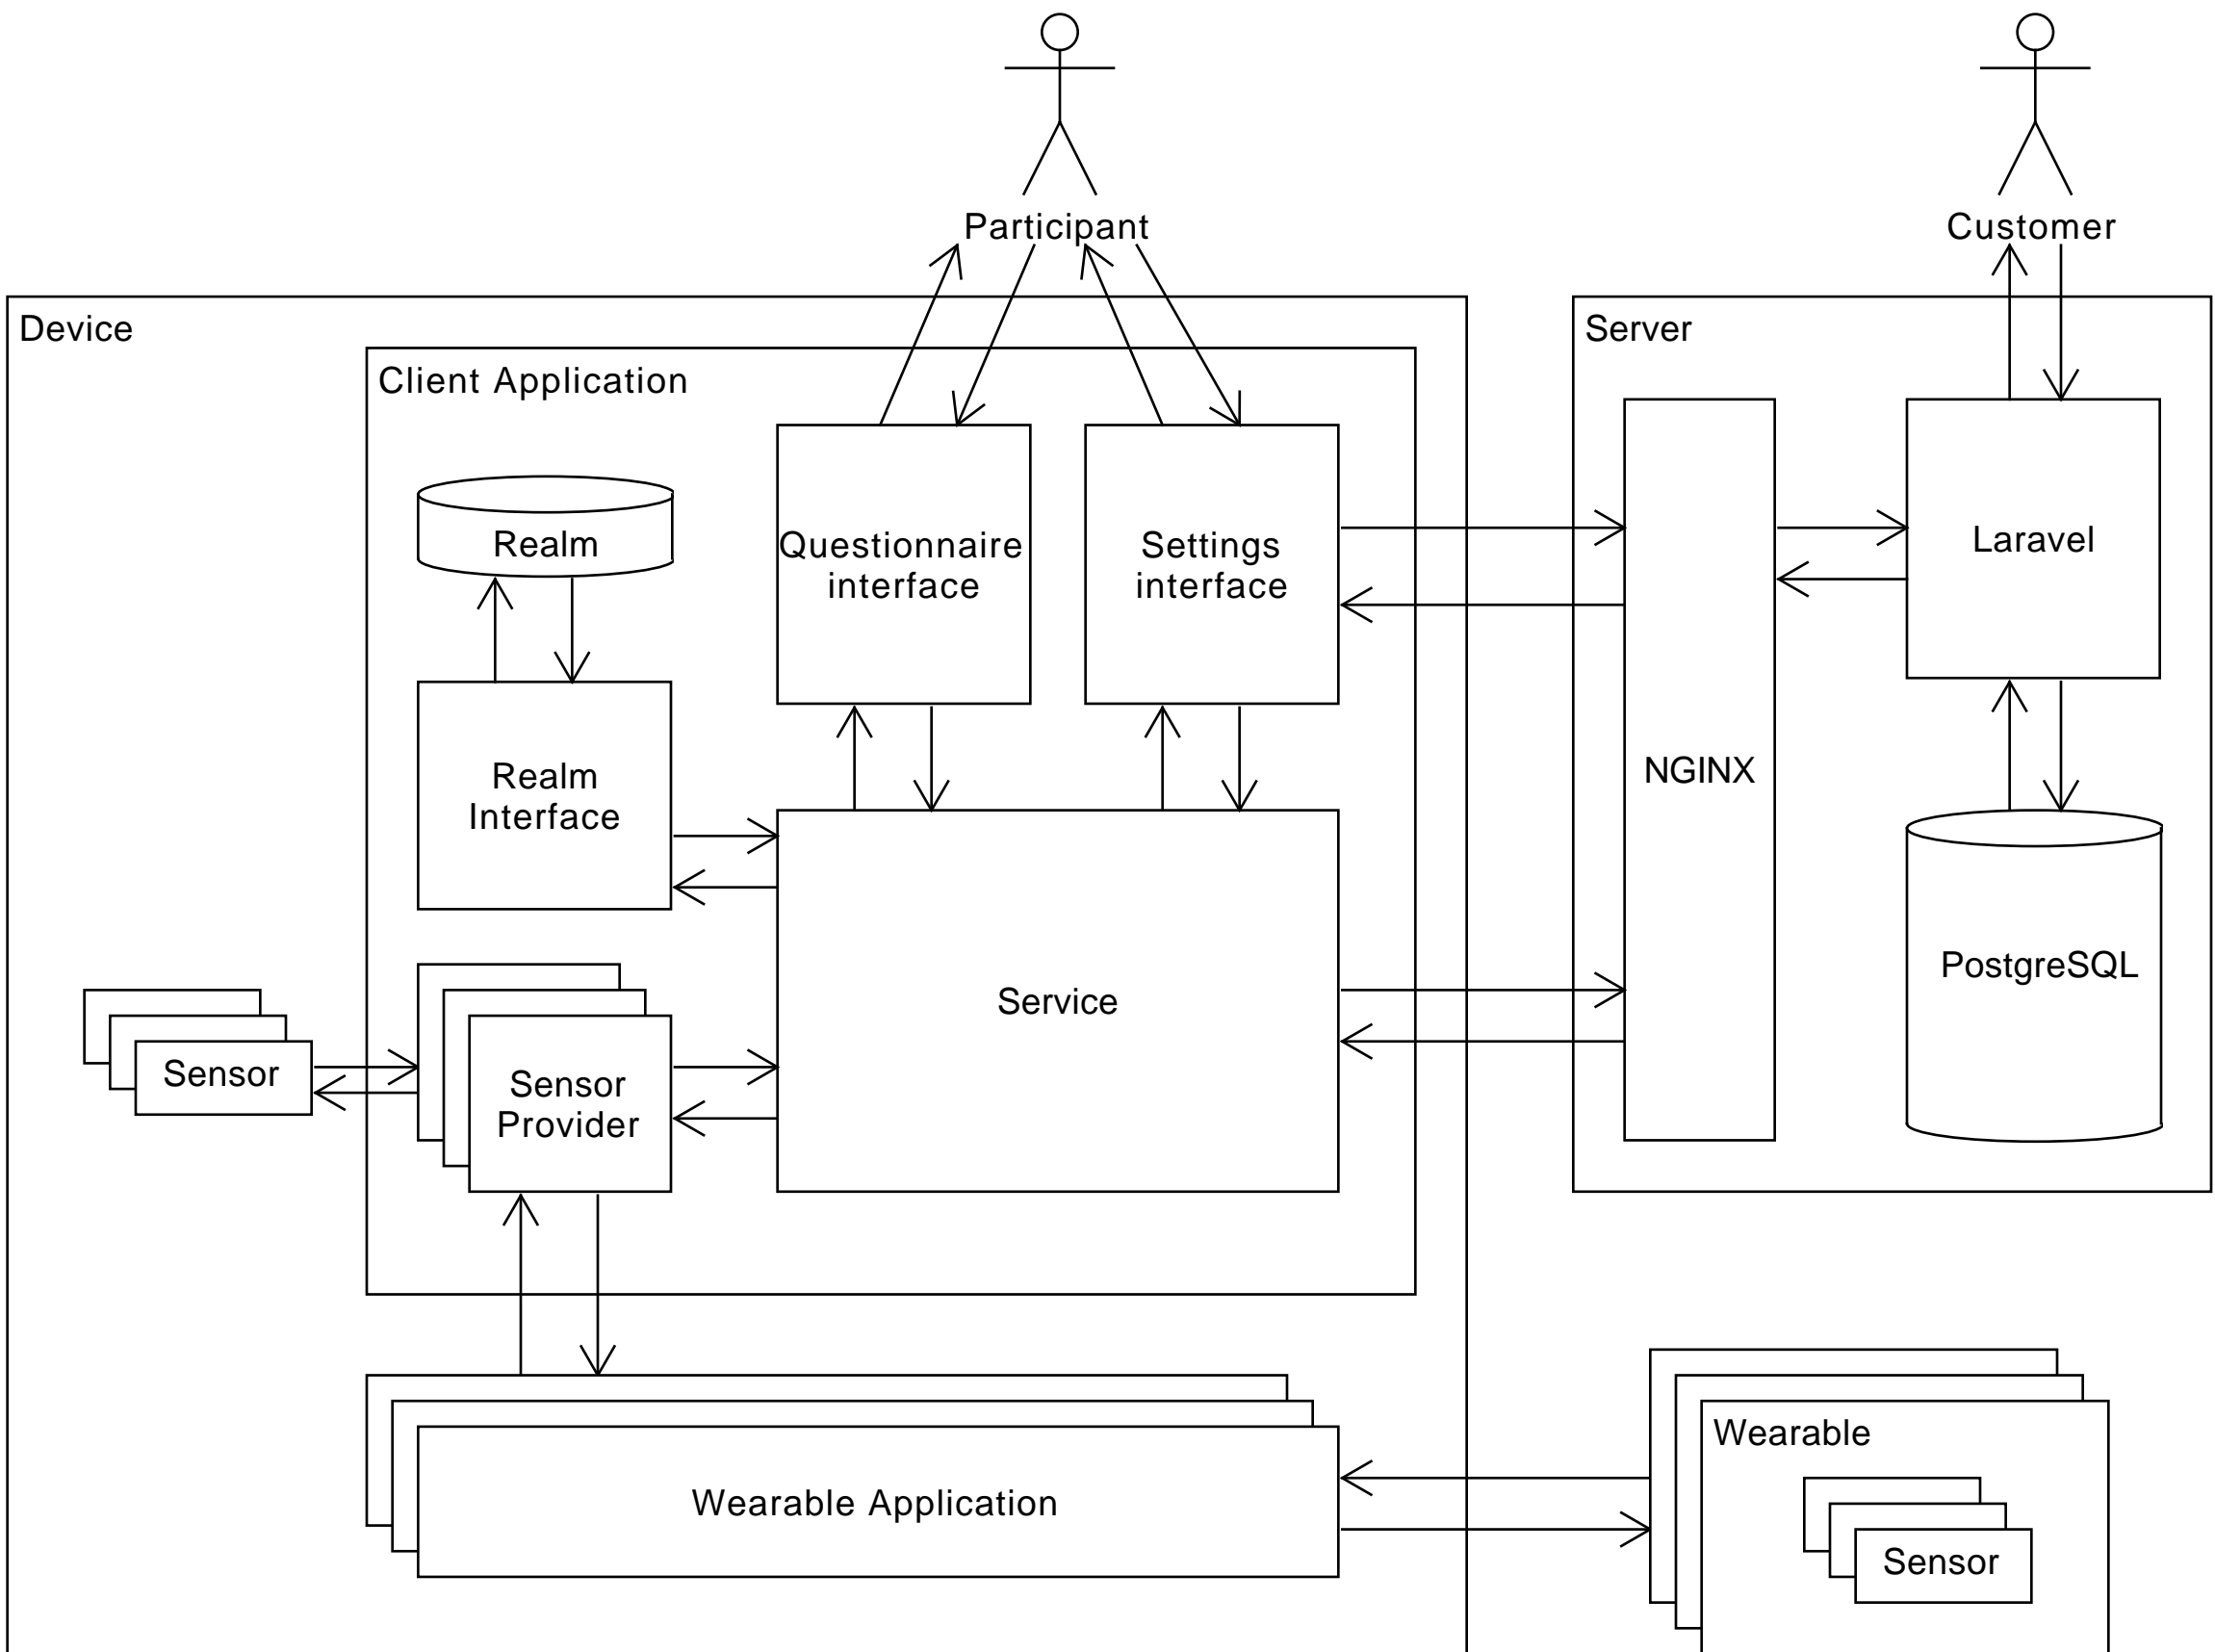 Participant
Customer
Device
Server
Client Application
Realm
Questionnaire
interface
Settings
interface
Laravel
Realm
Interface
NGINX
PostgreSQL
Service
Sensor
Sensor
Provider
Wearable
Wearable Application
Sensor